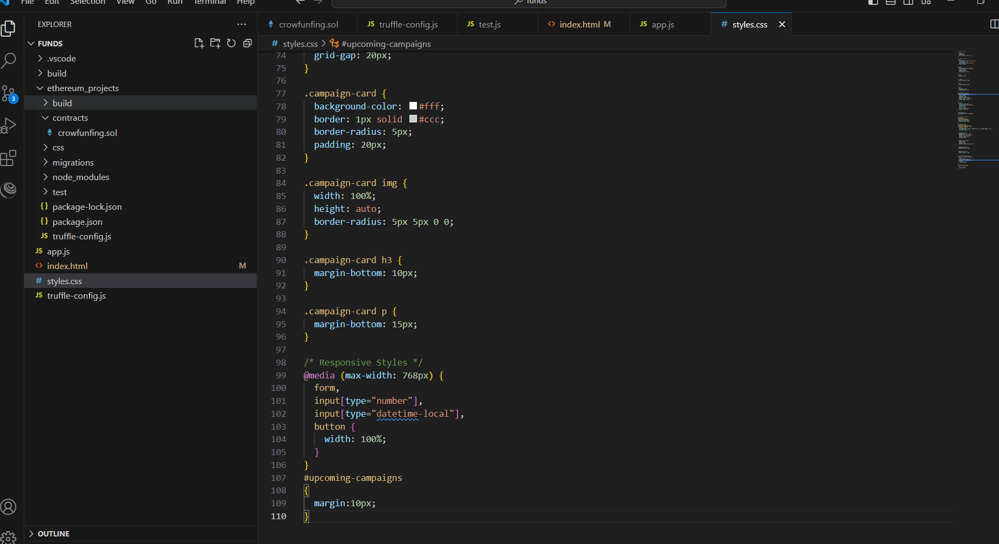 File Edit Selection View Go Run Terminal Help
funds
EXPLORER
FUNDS
.vscode
build
ethereum_projects
build
contracts
crowfunfing.sol
css
migrations
node_modules
test
{} package-lock.json
{} package.json
JS truffle-config.js
JS app.js
<> index.html M
# styles.css
JS truffle-config.js
OUTLINE
3
crowfunfing.sol JS truffle-config.js JS test.js <> index.html M JS app.js # styles.css
# styles.css > #upcoming-campaigns
74 grid-gap: 20px;
75 }
76
77 .campaign-card {
78 background-color: #fff;
79 border: 1px solid #ccc;
80 border-radius: 5px;
81 padding: 20px;
82 }
83
84 .campaign-card img {
85 width: 100%;
86 height: auto;
87 border-radius: 5px 5px 0 0;
88 }
89
90 .campaign-card h3 {
91 margin-bottom: 10px;
92 }
93
94 .campaign-card p {
95 margin-bottom: 15px;
96 }
97
98 /* Responsive Styles */
99 @media (max-width: 768px) {
100 form,
101 input[type="number"],
102 input[type="datetime-local"],
103 button {
104 width: 100%;
105 }
106 }
107 #upcoming-campaigns
108 {
109 margin:10px;
110 }